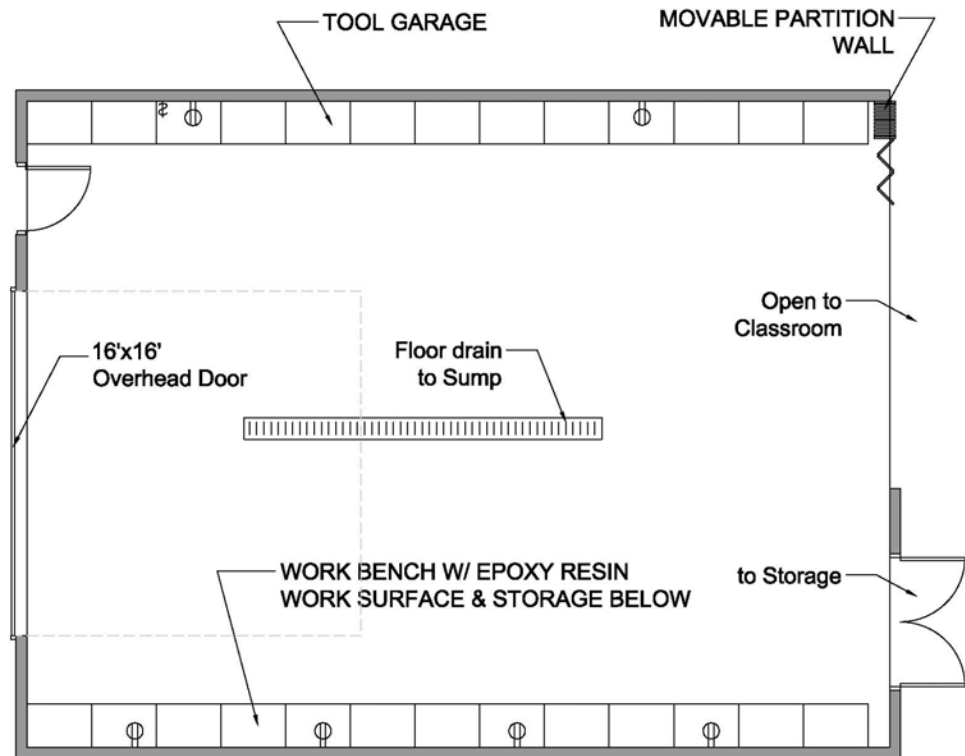 TOOL GARAGE
MOVABLE PARTITION
WALL
Open to
Classroom
16'x16'
Overhead Door
Floor drain
to Sump
WORK BENCH W/ EPOXY RESIN
WORK SURFACE & STORAGE BELOW
to Storage